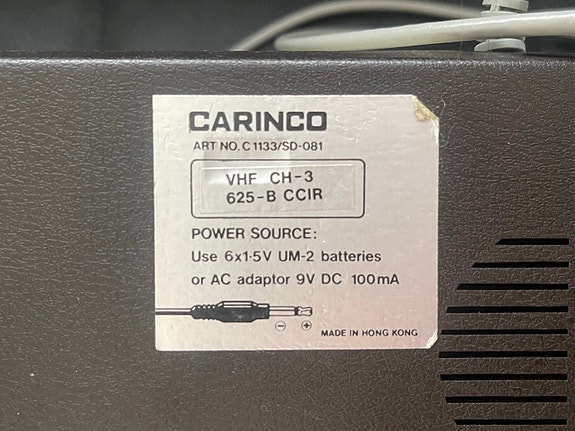 CARINCO
ART NO. C 1133/SD-081
VHF CH-3
625-B CCIR
POWER SOURCE:
Use 6x1·5V UM-2 batteries
or AC adaptor 9V DC 100mA
⊖ ⊕
MADE IN HONG KONG